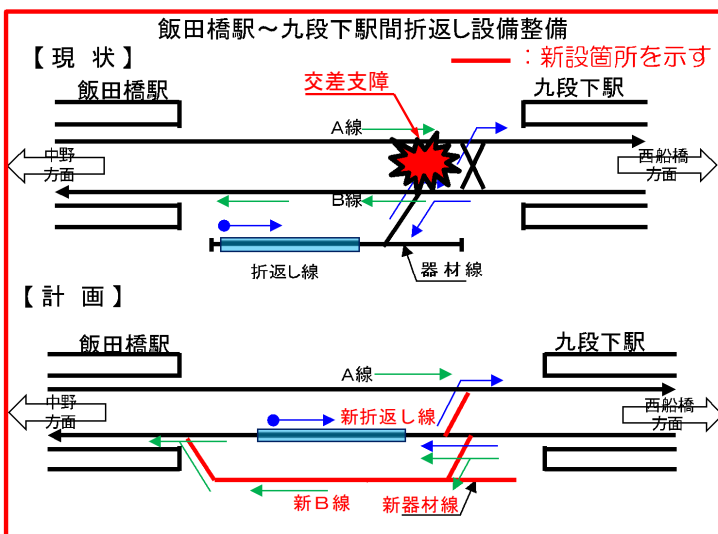 飯田橋駅~九段下駅間折返し設備整備
【現 状】
:新設箇所を示す
飯田橋駅
交差支障
九段下駅
A線
中野
方面
西船橋
方面
B線
折返し線
器材線
【計 画】
飯田橋駅
九段下駅
A線
中野
方面
新折返し線
西船橋
方面
新B線
新器材線